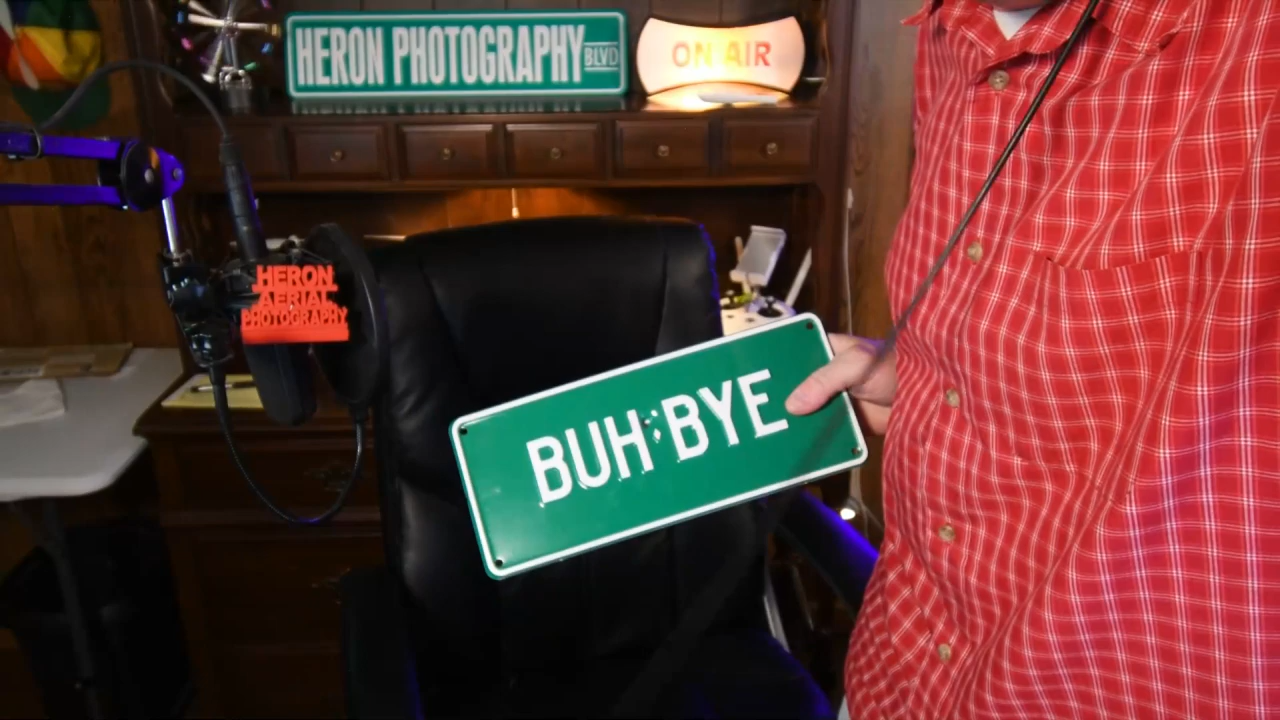 HERON PHOTOGRAPHY BLVD
ON AIR
HERON
AERIAL
PHOTOGRAPHY
BUH-BYE